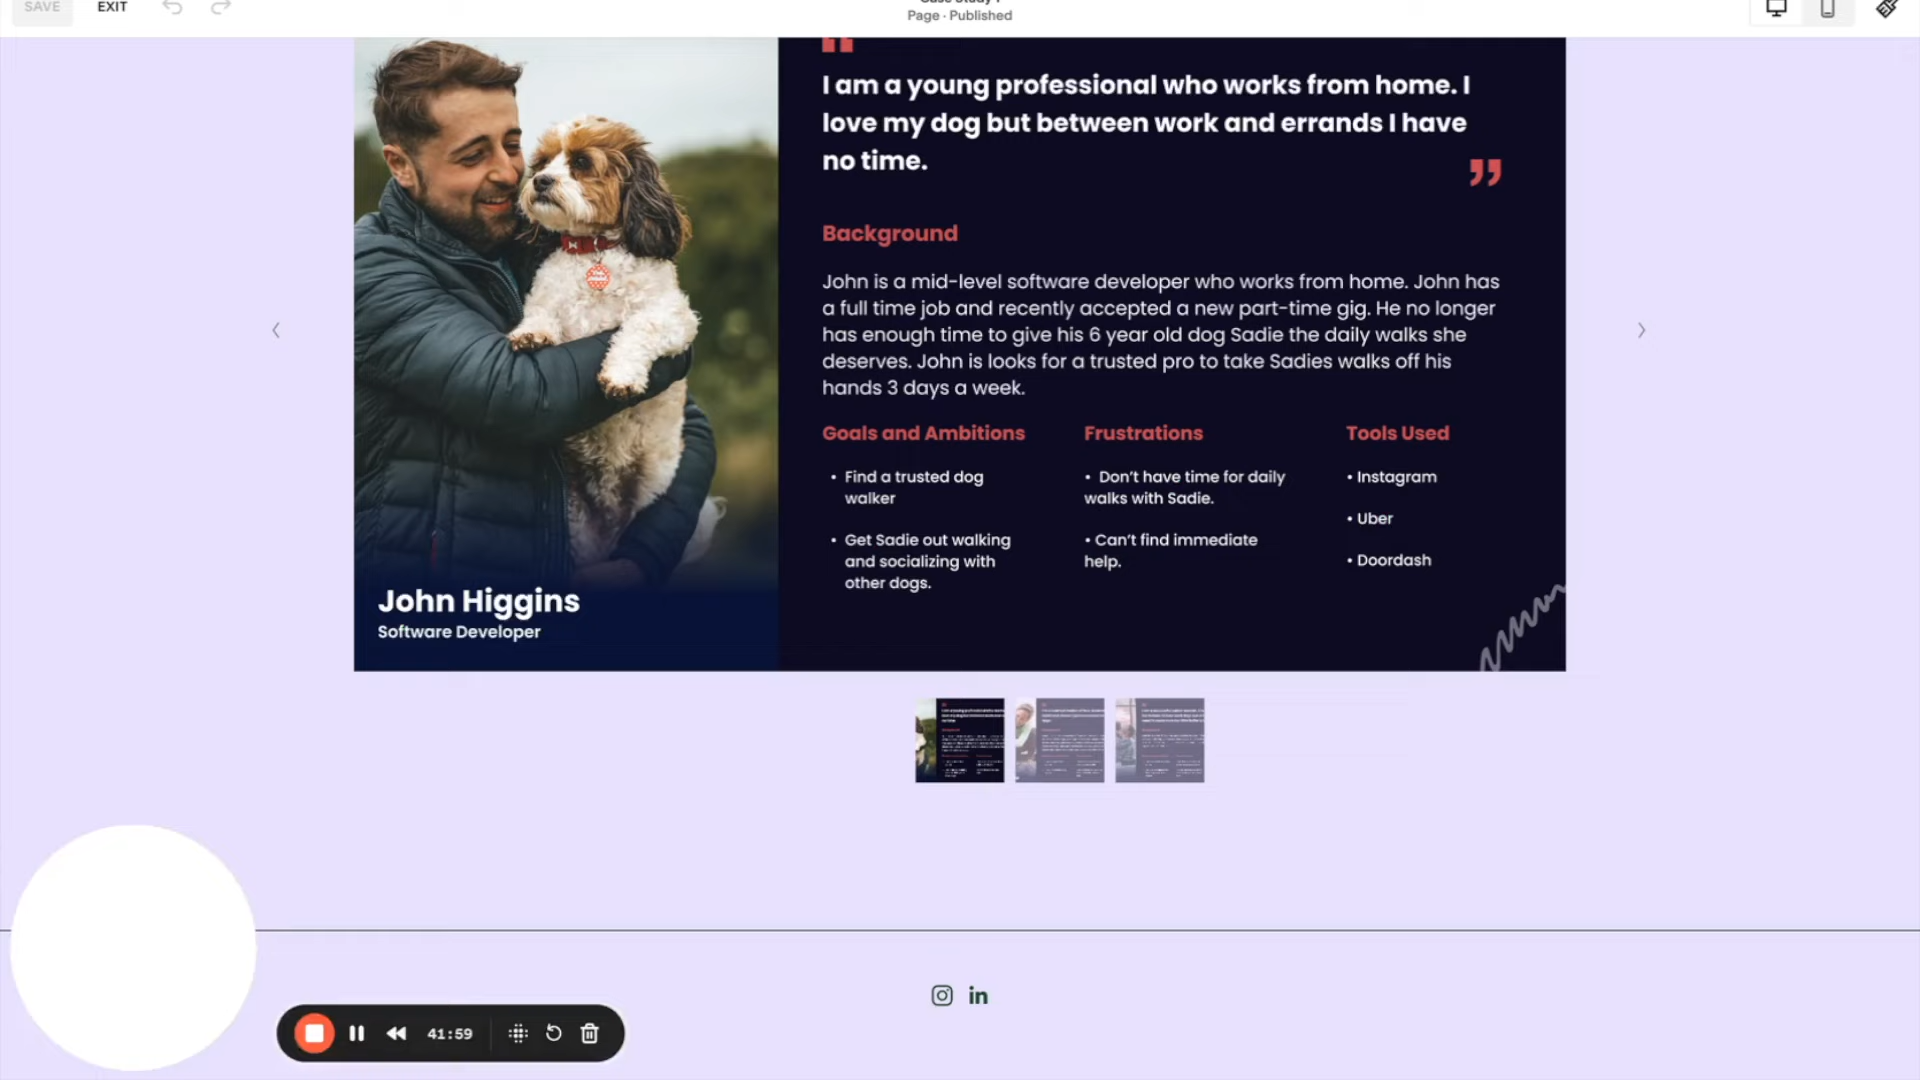 SAVE
EXIT
Page · Published
I am a young professional who works from home. I
love my dog but between work and errands I have
no time.
Background
John is a mid-level software developer who works from home. John has
a full time job and recently accepted a new part-time gig. He no longer
has enough time to give his 6 year old dog Sadie the daily walks she
deserves. John is looks for a trusted pro to take Sadies walks off his
hands 3 days a week.
Goals and Ambitions
• Find a trusted dog
walker
• Get Sadie out walking
and socializing with
other dogs.
Frustrations
• Don’t have time for daily
walks with Sadie.
• Can’t find immediate
help.
Tools Used
• Instagram
• Uber
• Doordash
John Higgins
Software Developer
in
41:59